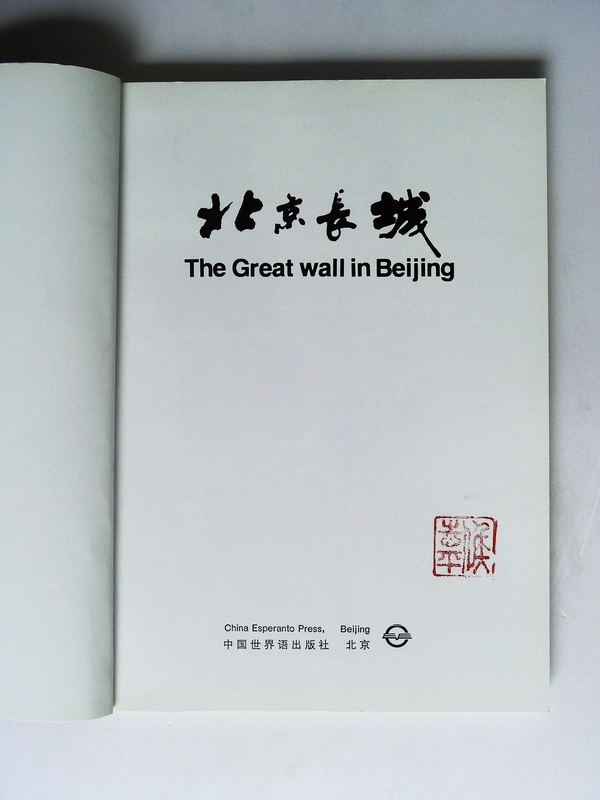 北京長城
The Great wall in Beijing
China Esperanto Press, Beijing
中国世界语出版社 北京